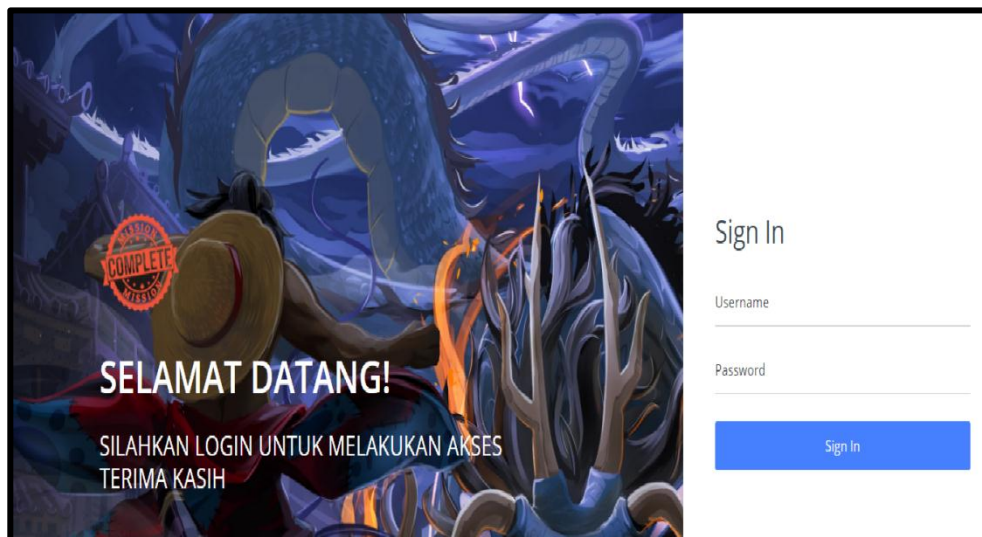 MISSION
COMPLETE
MISSION
SELAMAT DATANG!
SILAHKAN LOGIN UNTUK MELAKUKAN AKSES
TERIMA KASIH
Sign In
Username
Password
Sign In